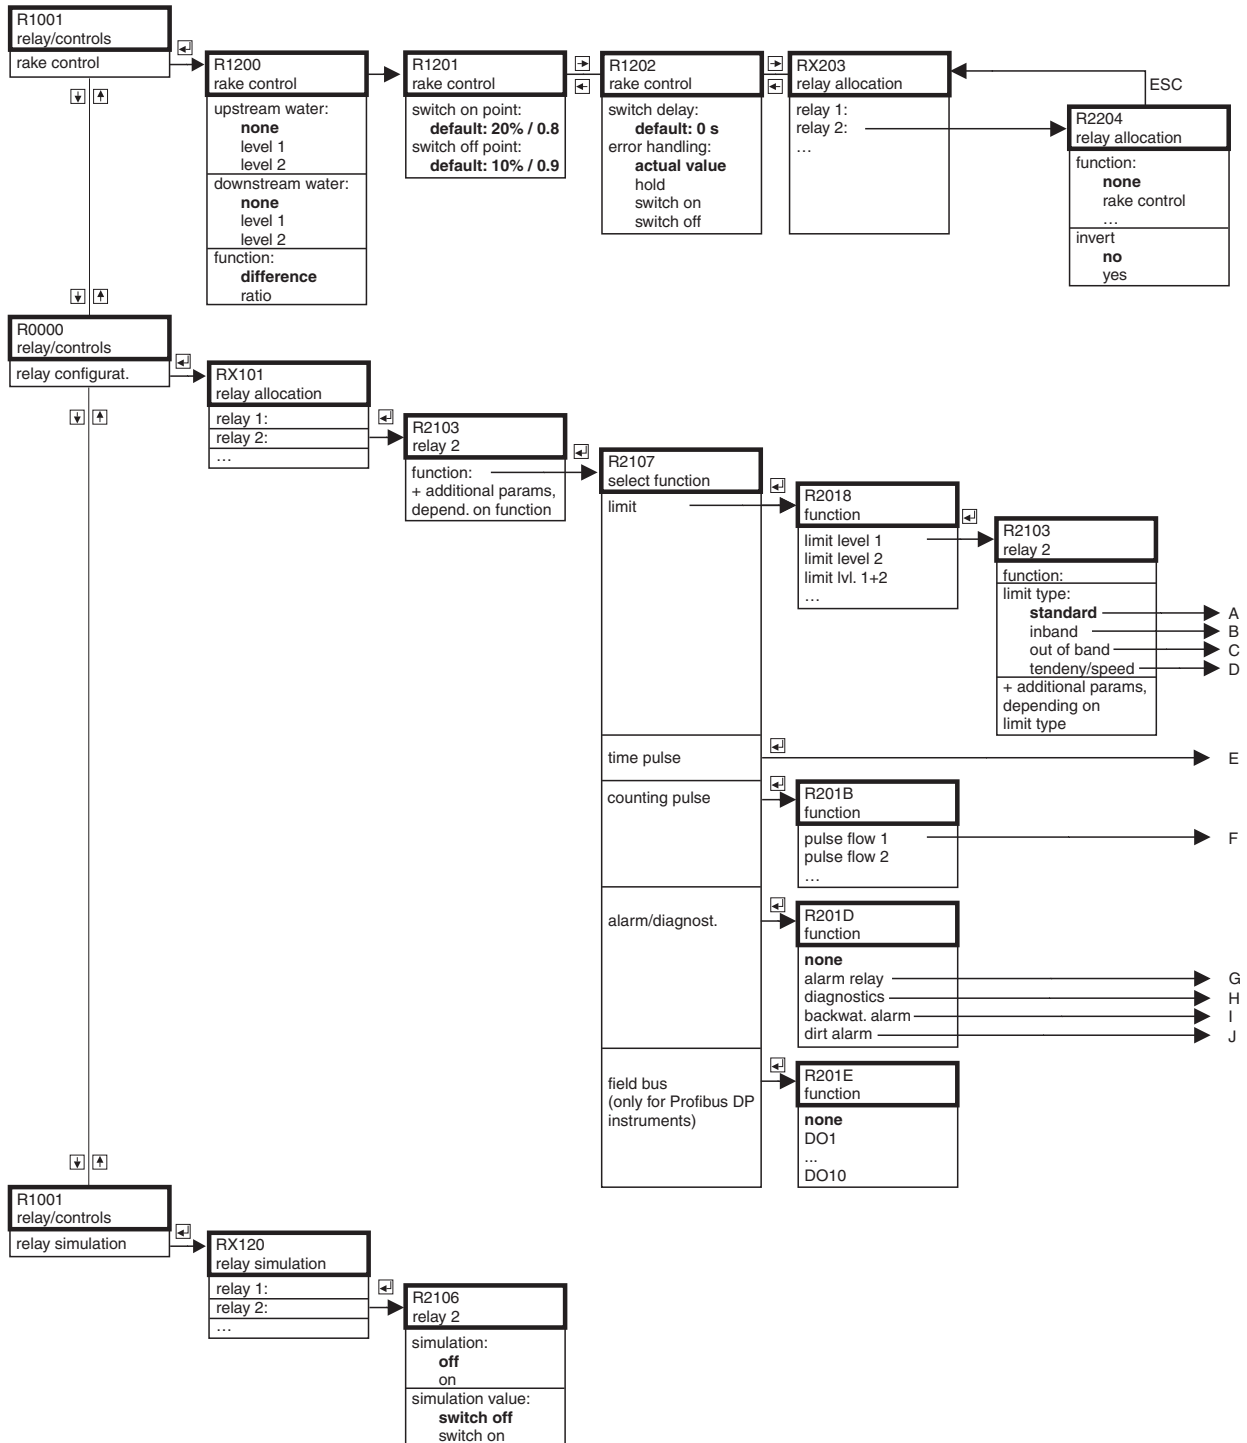 R1001
relay/controls
rake control
R1200
rake control
upstream water:
none
level 1
level 2
downstream water:
none
level 1
level 2
function:
difference
ratio
R1201
rake control
switch on point:
default: 20% / 0.8
switch off point:
default: 10% / 0.9
R1202
rake control
switch delay:
default: 0 s
error handling:
actual value
hold
switch on
switch off
RX203
relay allocation
relay 1:
relay 2:
…
ESC
R2204
relay allocation
function:
none
rake control
…
invert
no
yes
R0000
relay/controls
relay configurat.
RX101
relay allocation
relay 1:
relay 2:
…
R2103
relay 2
function:
+ additional params,
depend. on function
R2107
select function
limit
time pulse
counting pulse
alarm/diagnost.
field bus
(only for Profibus DP
instruments)
R2018
function
limit level 1
limit level 2
limit lvl. 1+2
…
R2103
relay 2
function:
limit type:
standard
inband
out of band
tendeny/speed
+ additional params,
depending on
limit type
A
B
C
D
E
R201B
function
pulse flow 1
pulse flow 2
…
F
R201D
function
none
alarm relay
diagnostics
backwat. alarm
dirt alarm
G
H
I
J
R201E
function
none
DO1
...
DO10
R1001
relay/controls
relay simulation
RX120
relay simulation
relay 1:
relay 2:
…
R2106
relay 2
simulation:
off
on
simulation value:
switch off
switch on